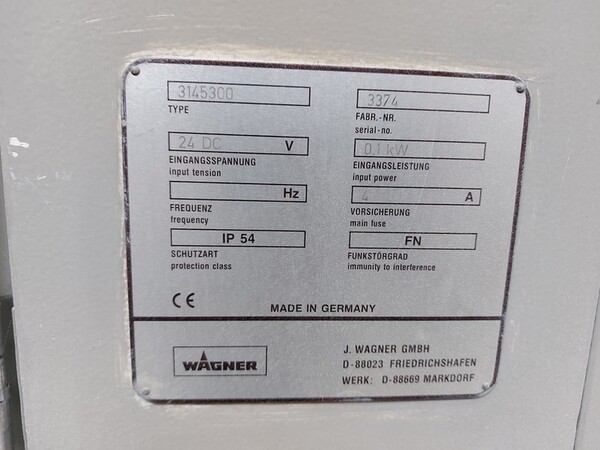 3145300
TYPE
3374
FABR.-NR.
serial-no.
24 DC V
EINGANGSSPANNUNG
input tension
0.1 kW
EINGANGSLEISTUNG
input power
Hz
FREQUENZ
frequency
4 A
VORSICHERUNG
main fuse
IP 54
SCHUTZART
protection class
FN
FUNKSTÖRGRAD
immunity to interference
CE
MADE IN GERMANY
WAGNER
J. WAGNER GMBH
D-88023 FRIEDRICHSHAFEN
WERK: D-88669 MARKDORF